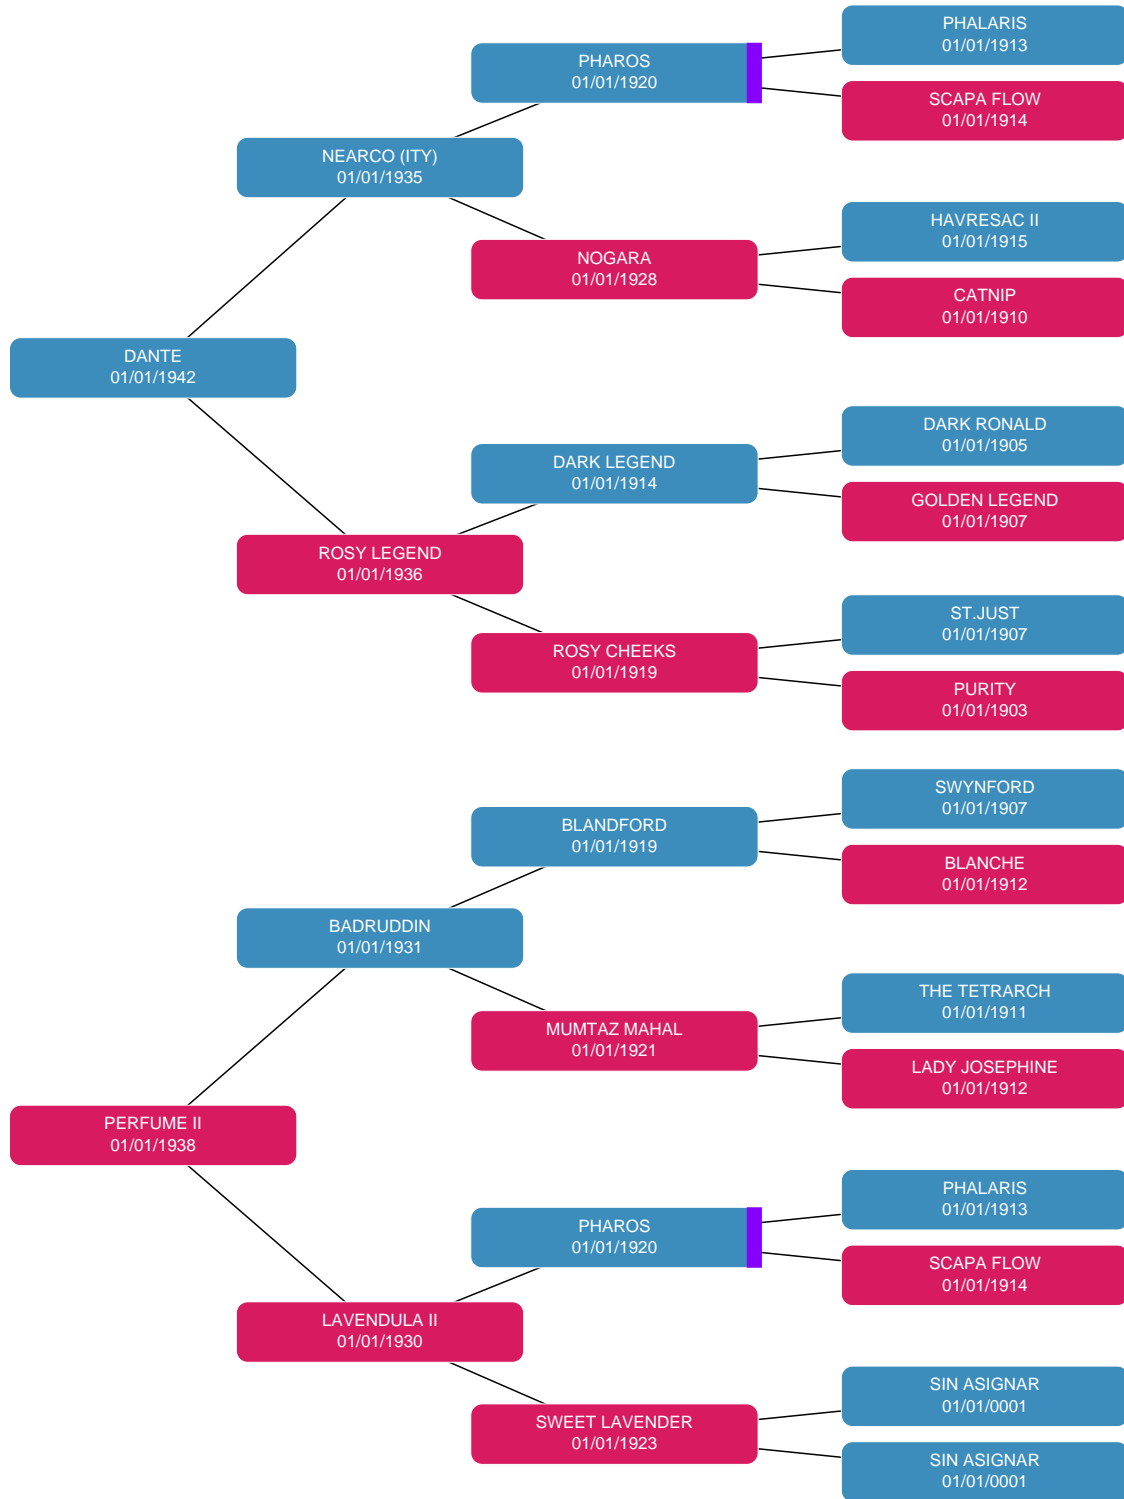 PHALARIS
01/01/1913
PHAROS
01/01/1920
SCAPA FLOW
01/01/1914
NEARCO (ITY)
01/01/1935
HAVRESAC II
01/01/1915
NOGARA
01/01/1928
CATNIP
01/01/1910
DANTE
01/01/1942
DARK RONALD
01/01/1905
DARK LEGEND
01/01/1914
GOLDEN LEGEND
01/01/1907
ROSY LEGEND
01/01/1936
ST.JUST
01/01/1907
ROSY CHEEKS
01/01/1919
PURITY
01/01/1903
SWYNFORD
01/01/1907
BLANDFORD
01/01/1919
BLANCHE
01/01/1912
BADRUDDIN
01/01/1931
THE TETRARCH
01/01/1911
MUMTAZ MAHAL
01/01/1921
LADY JOSEPHINE
01/01/1912
PERFUME II
01/01/1938
PHALARIS
01/01/1913
PHAROS
01/01/1920
SCAPA FLOW
01/01/1914
LAVENDULA II
01/01/1930
SIN ASIGNAR
01/01/0001
SWEET LAVENDER
01/01/1923
SIN ASIGNAR
01/01/0001